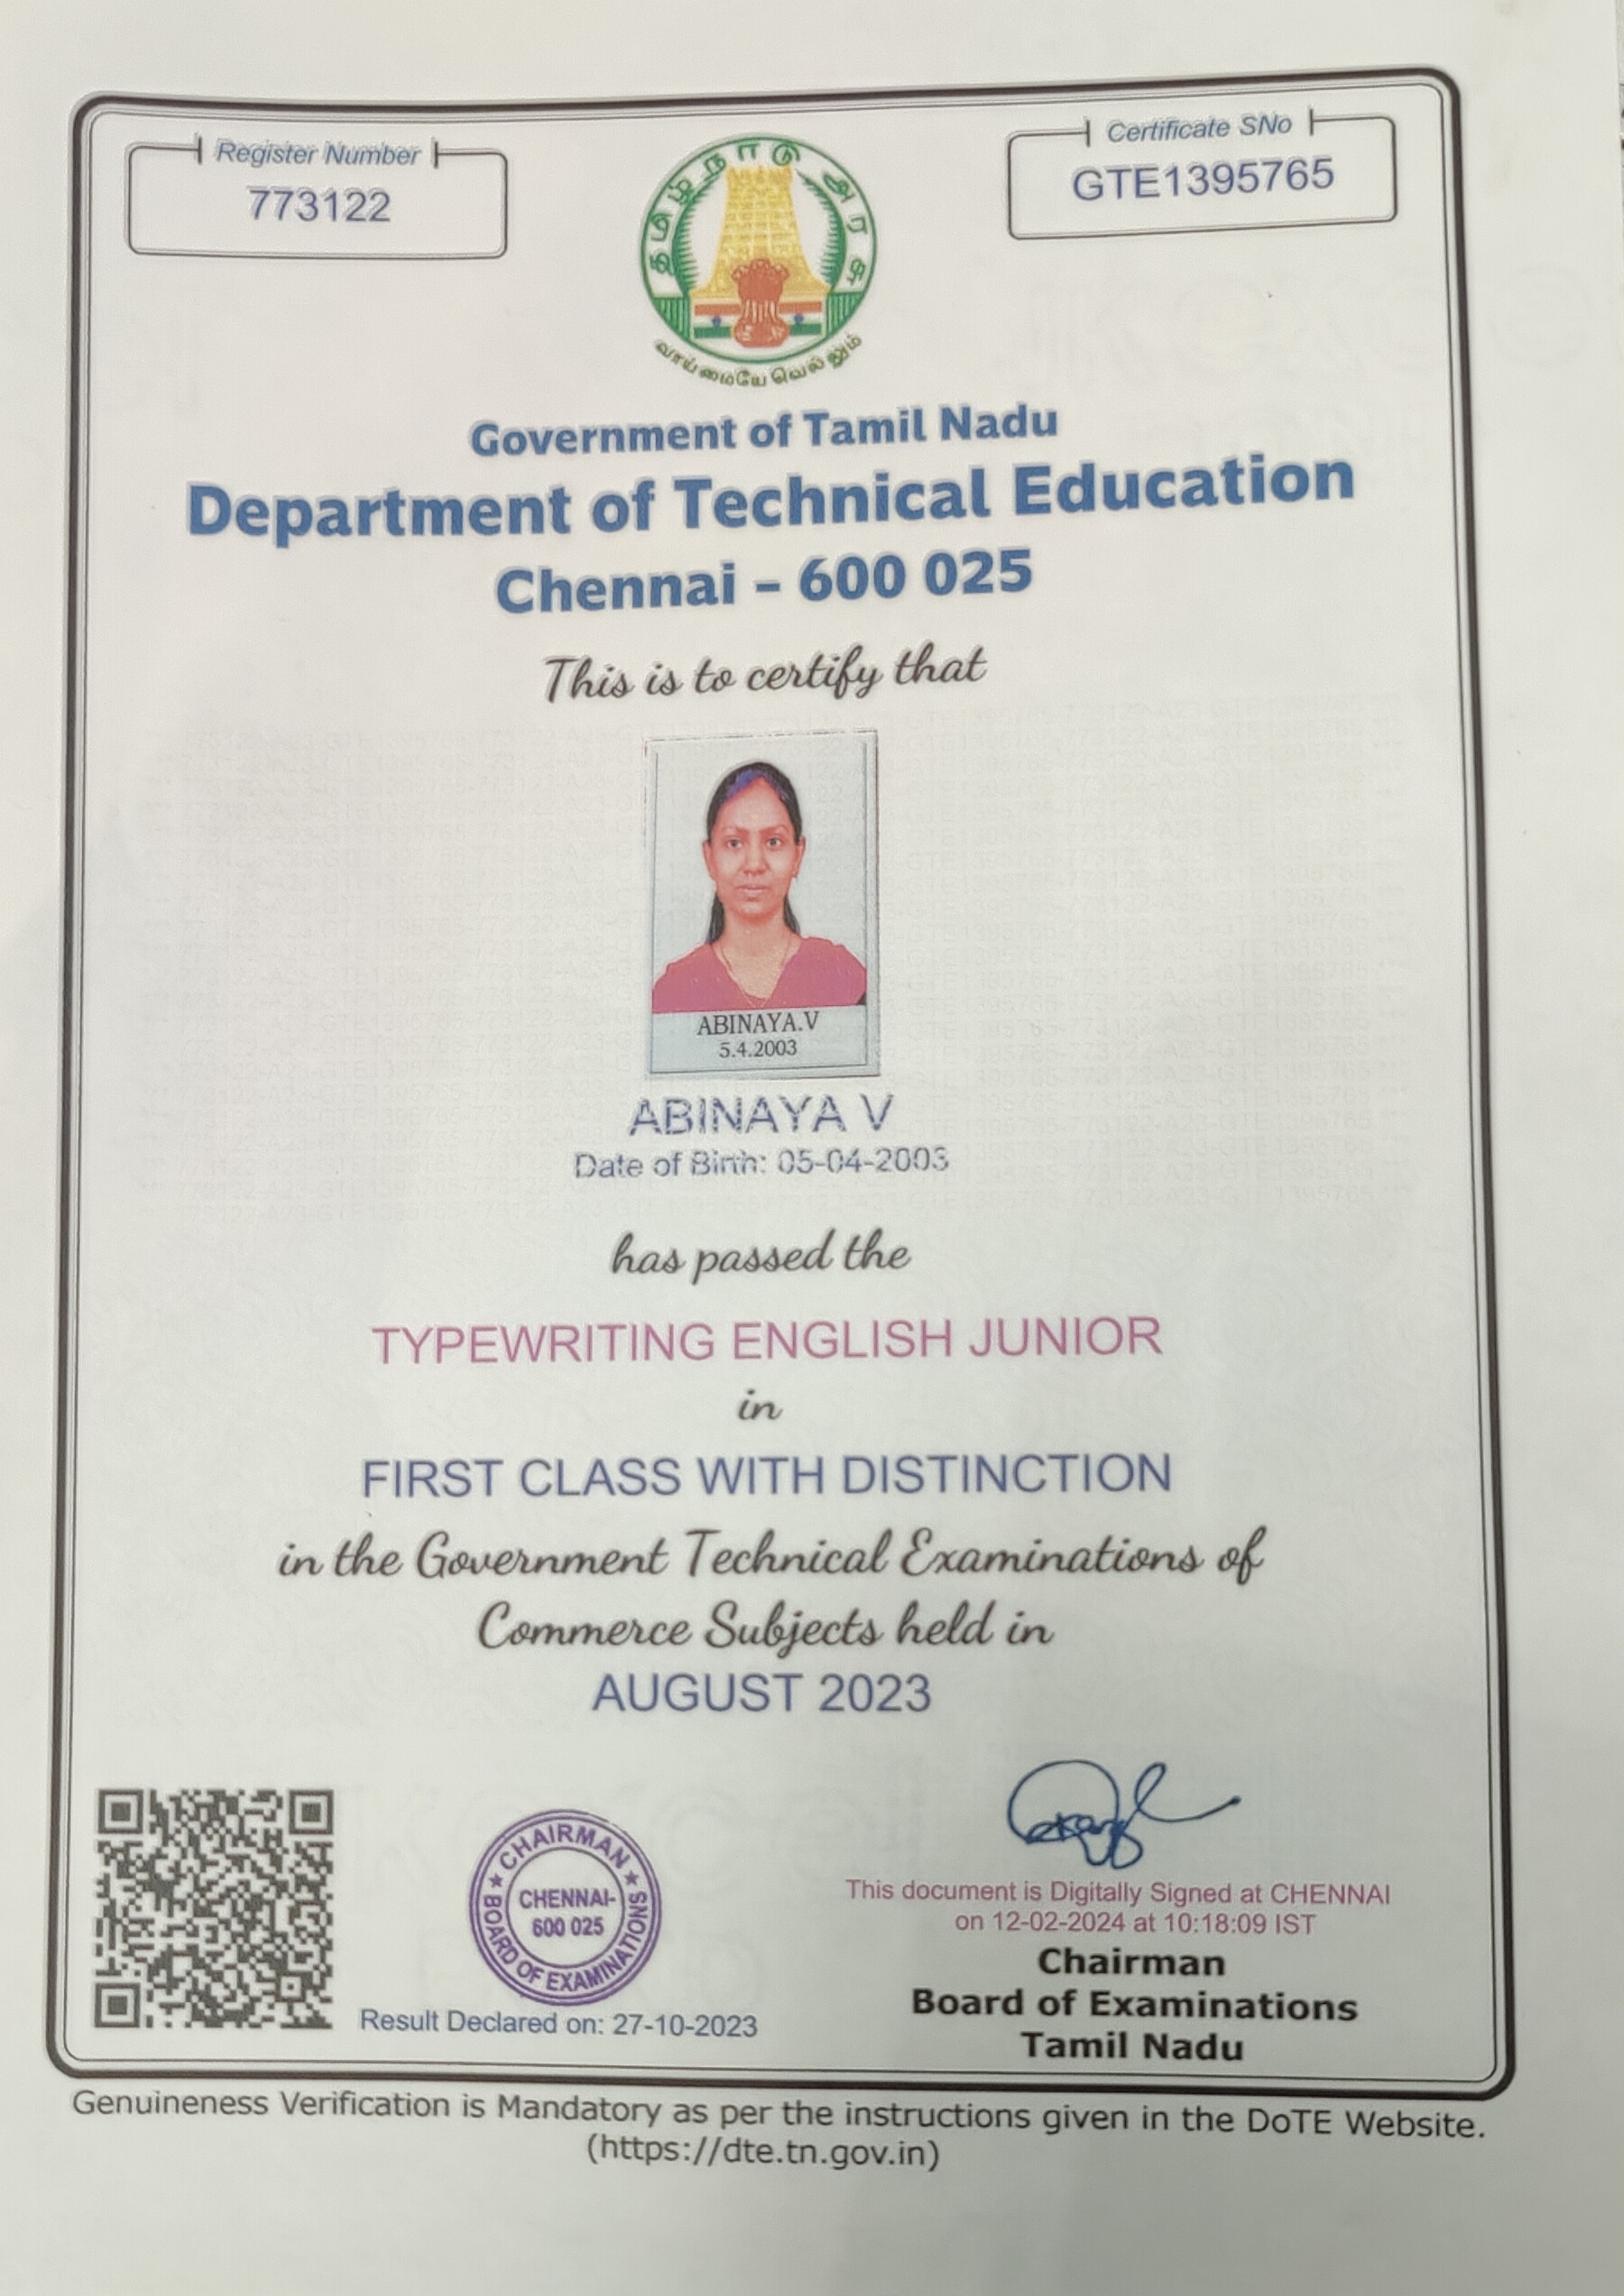 Register Number
773122
Certificate SNo
GTE1395765
தமிழ்நாடு அரசு
வாய்மையே வெல்லும்
Government of Tamil Nadu
Department of Technical Education
Chennai – 600 025
This is to certify that
ABINAYA.V
5.4.2003
ABINAYA V
Date of Birth: 05-04-2003
has passed the
TYPEWRITING ENGLISH JUNIOR
in
FIRST CLASS WITH DISTINCTION
in the Government Technical Examinations of
Commerce Subjects held in
AUGUST 2023
CHAIRMAN
BOARD OF EXAMINATIONS
CHENNAI-
600 025
Result Declared on: 27-10-2023
This document is Digitally Signed at CHENNAI
on 12-02-2024 at 10:18:09 IST
Chairman
Board of Examinations
Tamil Nadu
Genuineness Verification is Mandatory as per the instructions given in the DoTE Website.
(https://dte.tn.gov.in)